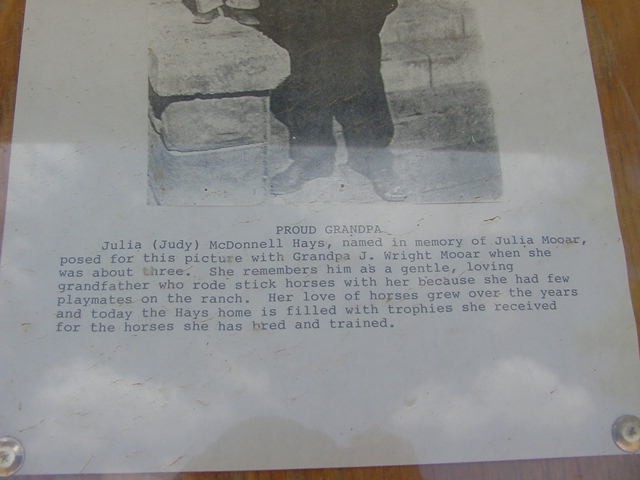 PROUD GRANDPA
Julia (Judy) McDonnell Hays, named in memory of Julia Mooar,
posed for this picture with Grandpa J. Wright Mooar when she
was about three. She remembers him as a gentle, loving
grandfather who rode stick horses with her because she had few
playmates on the ranch. Her love of horses grew over the years
and today the Hays home is filled with trophies she received
for the horses she has bred and trained.